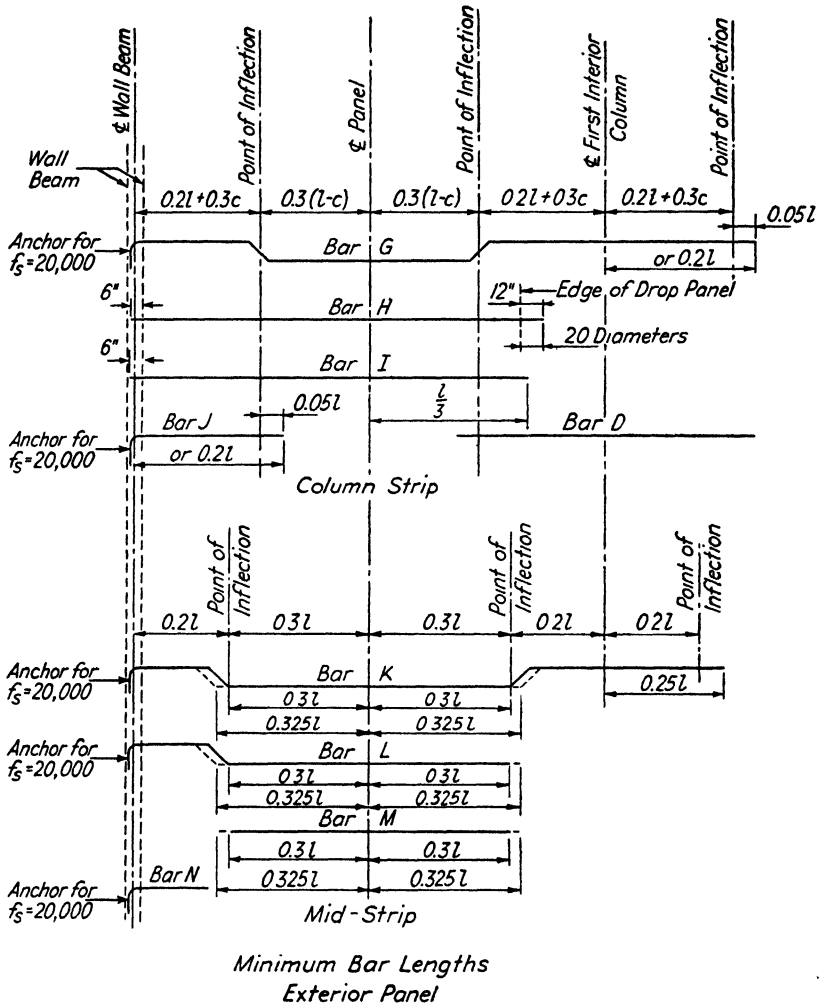 ℄ Wall Beam
Point of Inflection
℄ Panel
Point of Inflection
℄ First Interior
Column
Point of Inflection
Wall
Beam
0.2l+0.3c
0.3(l-c)
0.3(l-c)
0.2l+0.3c
0.2l+0.3c
0.05l
Anchor for
fs=20,000
Bar G
or 0.2l
6"
12"
Edge of Drop Panel
Bar H
20 Diameters
6"
Bar I
l/3
0.05l
Anchor for
fs=20,000
Bar J
Bar D
or 0.2l
Column Strip
Point of
Inflection
Point of
Inflection
Point of
Inflection
0.2l
0.3l
0.3l
0.2l
0.2l
Anchor for
fs=20,000
Bar K
0.3l
0.3l
0.25l
0.325l
0.325l
Anchor for
fs=20,000
Bar L
0.3l
0.3l
0.325l
0.325l
Bar M
0.3l
0.3l
Bar N
0.325l
0.325l
Anchor for
fs=20,000
Mid-Strip
Minimum Bar Lengths
Exterior Panel